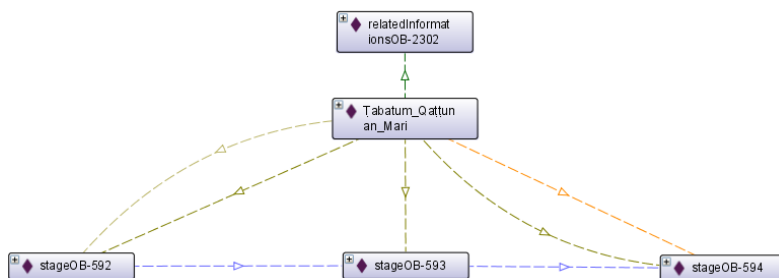 relatedInformat
ionsOB-2302
Ṭabatum_Qaṭṭun
an_Mari
stageOB-592
stageOB-593
stageOB-594